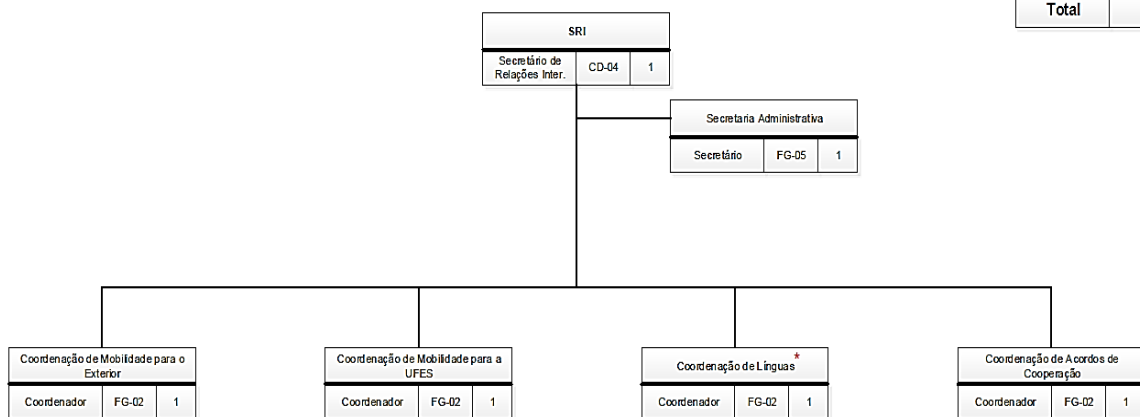 Total
SRI
Secretário de
Relações Inter.
CD-04
1
Secretaria Administrativa
Secretário
FG-05
1
Coordenação de Mobilidade para o
Exterior
Coordenador
FG-02
1
Coordenação de Mobilidade para a
UFES
Coordenador
FG-02
1
Coordenação de Línguas *
Coordenador
FG-02
1
Coordenação de Acordos de
Cooperação
Coordenador
FG-02
1